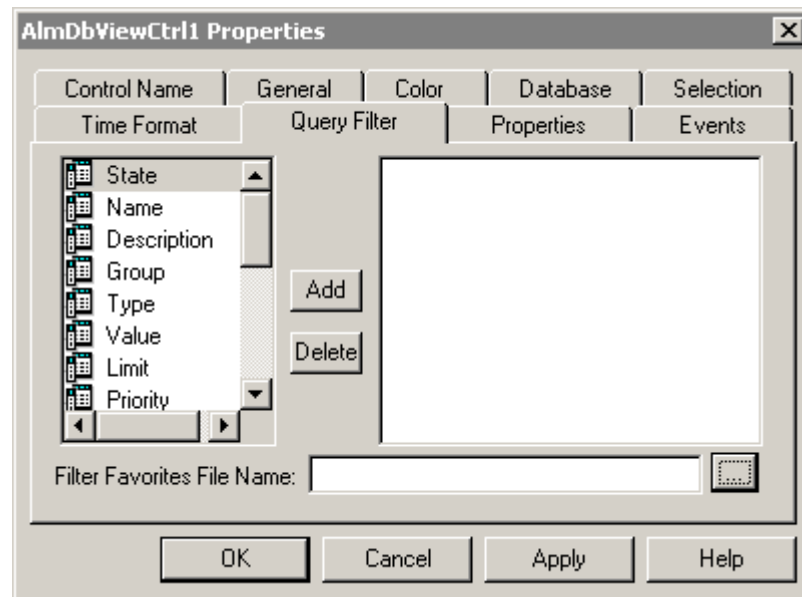 AlmDbViewCtrl1 Properties
Control Name
General
Color
Database
Selection
Time Format
Query Filter
Properties
Events
State
Name
Description
Group
Type
Value
Limit
Priority
Add
Delete
Filter Favorites File Name:
...
OK
Cancel
Apply
Help